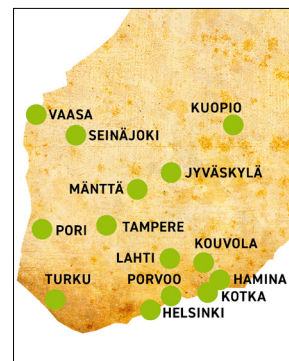 KUOPIO
VAASA
SEINÄJOKI
JYVÄSKYLÄ
MÄNTTÄ
TAMPERE
PORI
KOUVOLA
LAHTI
TURKU
PORVOO
HAMINA
KOTKA
HELSINKI